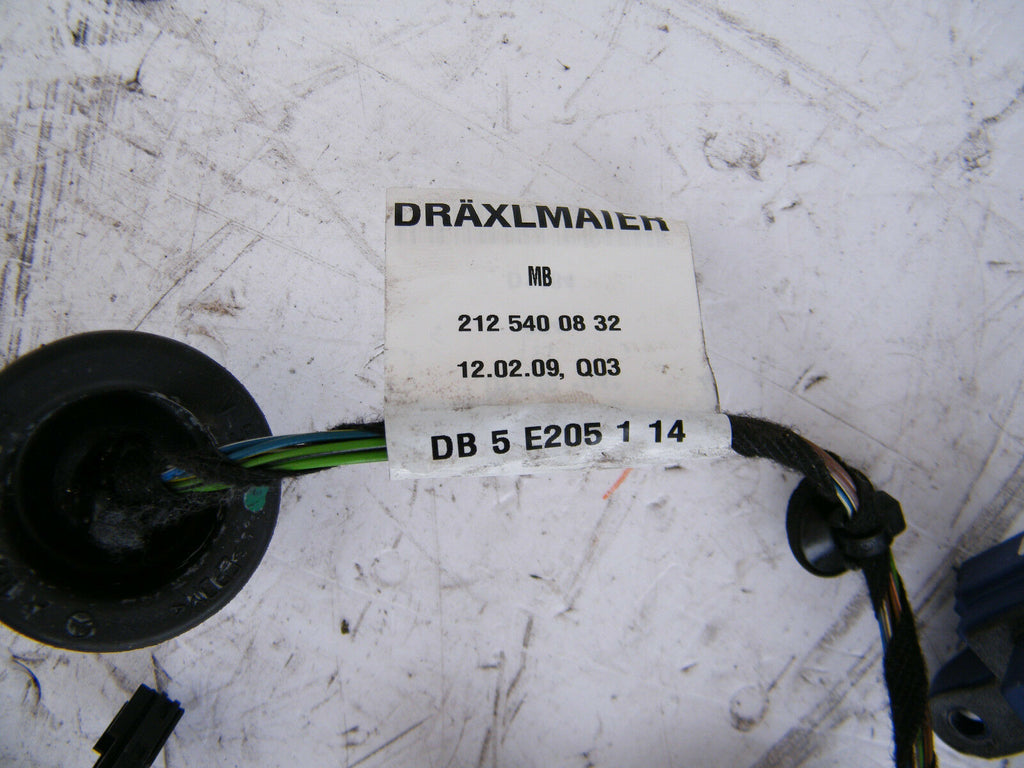 DRÄXLMAIER
MB
212 540 08 32
12.02.09, Q03
DB 5 E205 1 14